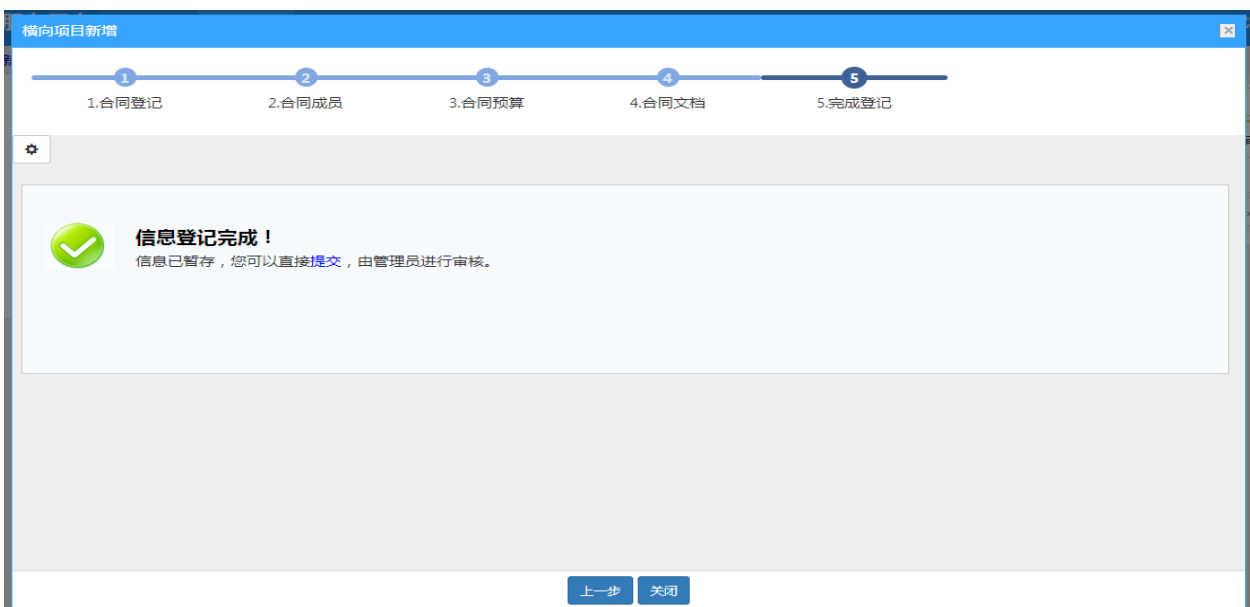 横向项目新增
1 2 3 4 5
1.合同登记 2.合同成员 3.合同预算 4.合同文档 5.完成登记
信息登记完成！
信息已暂存，您可以直接提交，由管理员进行审核。
上一步 关闭